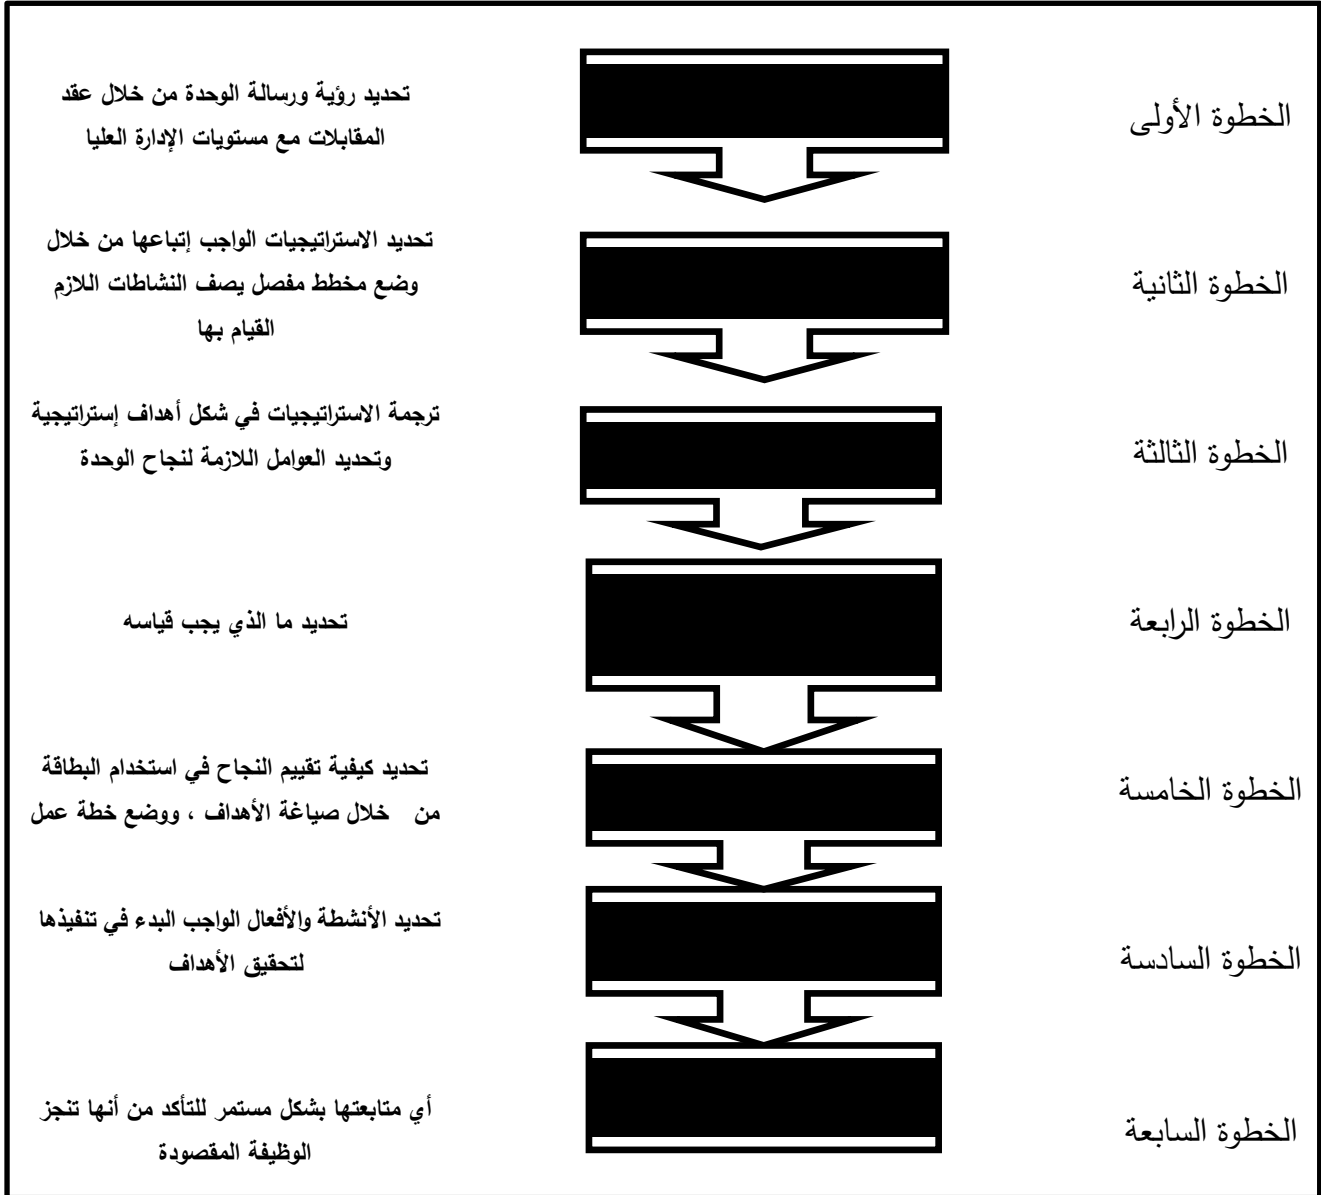 الخطوة الأولى
تحديد رؤية ورسالة الوحدة من خلال عقد
المقابلات مع مستويات الإدارة العليا
الخطوة الثانية
تحديد الاستراتيجيات الواجب إتباعها من خلال
وضع مخطط مفصل يصف النشاطات اللازم
القيام بها
الخطوة الثالثة
ترجمة الاستراتيجيات في شكل أهداف إستراتيجية
وتحديد العوامل اللازمة لنجاح الوحدة
الخطوة الرابعة
تحديد ما الذي يجب قياسه
الخطوة الخامسة
تحديد كيفية تقييم النجاح في استخدام البطاقة
من خلال صياغة الأهداف ، ووضع خطة عمل
الخطوة السادسة
تحديد الأنشطة والأفعال الواجب البدء في تنفيذها
لتحقيق الأهداف
الخطوة السابعة
أي متابعتها بشكل مستمر للتأكد من أنها تنجز
الوظيفة المقصودة